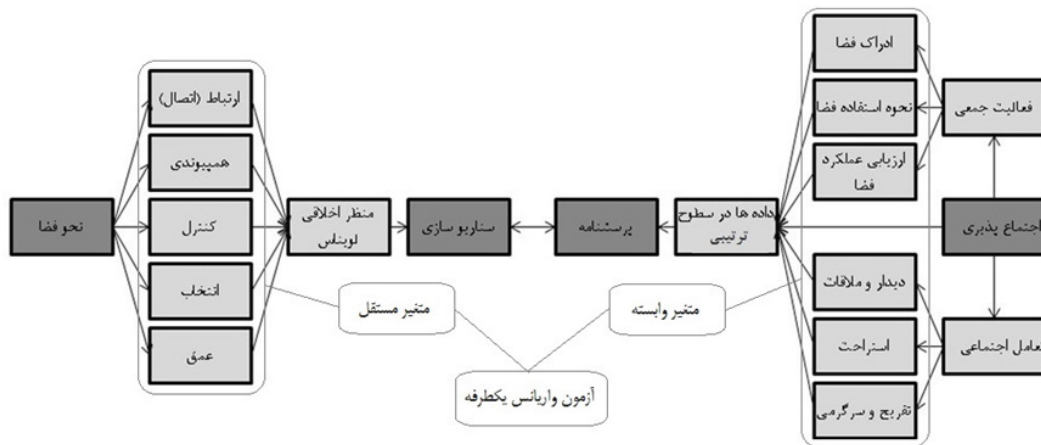 اجتماع پذیری
فعالیت جمعی
تعامل اجتماعی
ادراک فضا
نحوه استفاده فضا
ارزیابی عملکرد
فضا
دیدار و ملاقات
استراحت
تفریح و سرگرمی
داده ها در سطوح
ترتیبی
پرسشنامه
سناریو سازی
منظر اخلاقی
لویناس
ارتباط (اتصال)
همپیوندی
کنترل
انتخاب
عمق
نحو فضا
متغیر وابسته
متغیر مستقل
آزمون واریانس یکطرفه